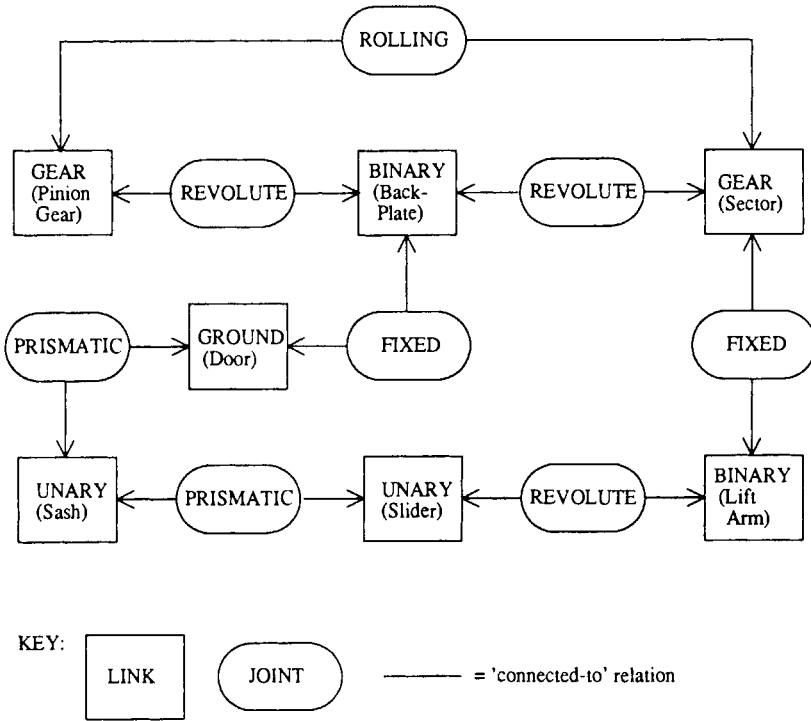 ROLLING
GEAR
(Pinion
Gear)
REVOLUTE
BINARY
(Back-
Plate)
REVOLUTE
GEAR
(Sector)
PRISMATIC
GROUND
(Door)
FIXED
FIXED
UNARY
(Sash)
PRISMATIC
UNARY
(Slider)
REVOLUTE
BINARY
(Lift
Arm)
KEY:
LINK
JOINT
= 'connected-to' relation